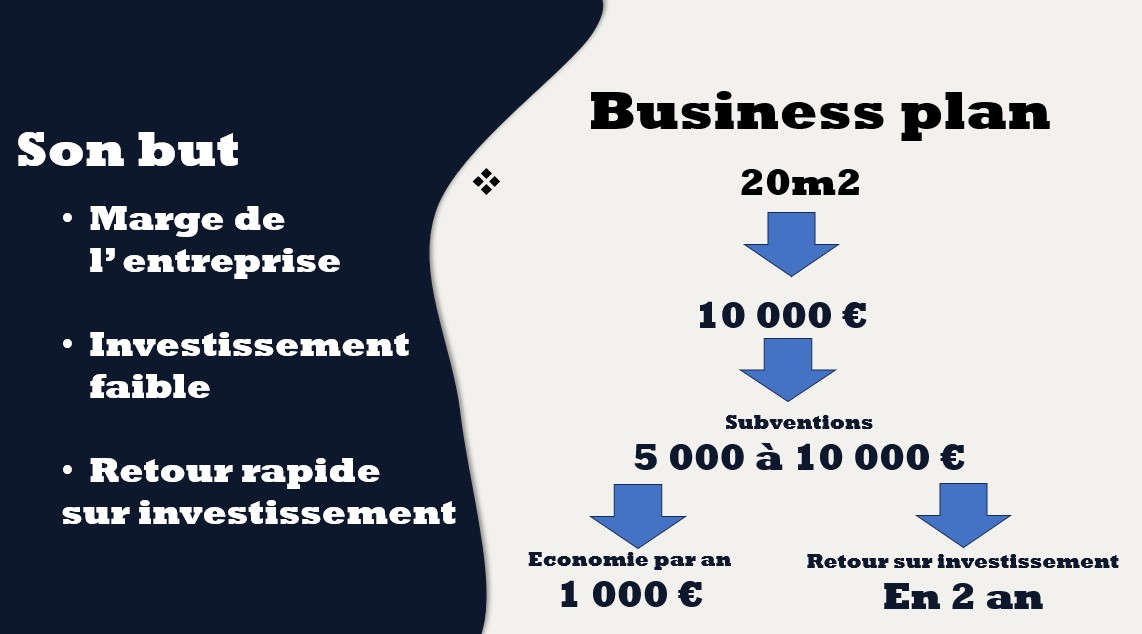 Son but
• Marge de
l’ entreprise
• Investissement
faible
• Retour rapide
sur investissement
Business plan
❖ 20m2
10 000 €
Subventions
5 000 à 10 000 €
Economie par an
1 000 €
Retour sur investissement
En 2 an